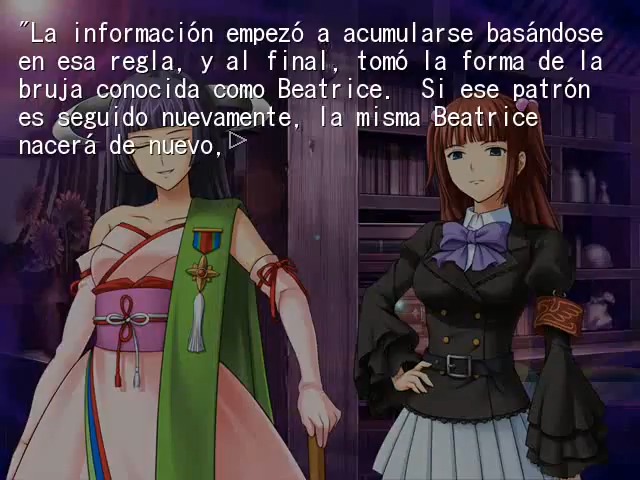 "La información empezó a acumularse basándose
en esa regla, y al final, tomó la forma de la
bruja conocida como Beatrice.  Si ese patrón
es seguido nuevamente, la misma Beatrice
nacerá de nuevo,